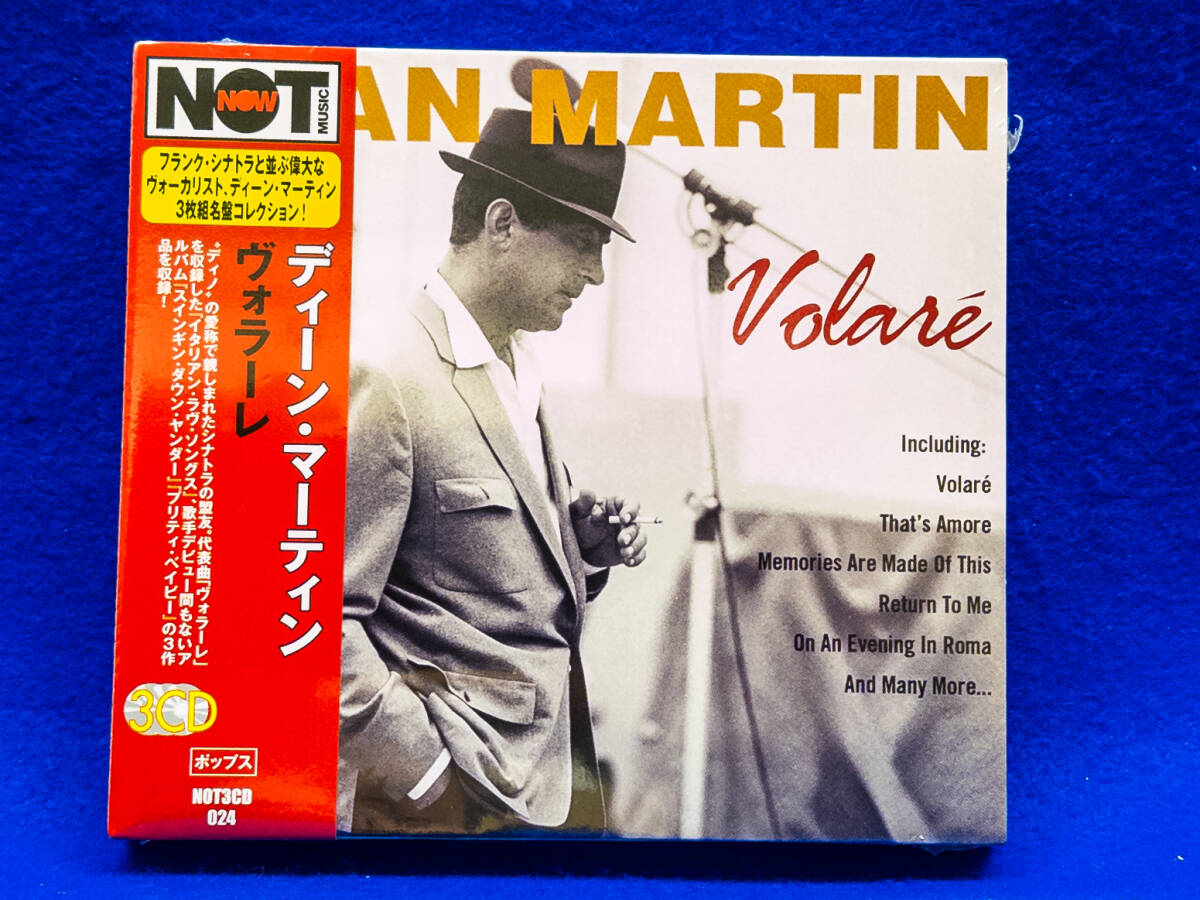 NOT
NOW
MUSIC
フランク・シナトラと並ぶ偉大な
ヴォーカリスト、ディーン・マーティン
3枚組名盤コレクション！
ディーン・マーティン
ヴォラーレ
"ディノ"の愛称で親しまれたシナトラの盟友、代表曲「ヴォラーレ」
を収録した「イタリアン・ラヴ・ソングス」、歌手デビュー間もないア
ルバム「スインギン・ダウン・ヤンダー」「プリティ・ベイビー」の3作
品を収録！
3CD
ポップス
NOT3CD
024
AN MARTIN
Volaré
Including:
Volaré
That's Amore
Memories Are Made Of This
Return To Me
On An Evening In Roma
And Many More...